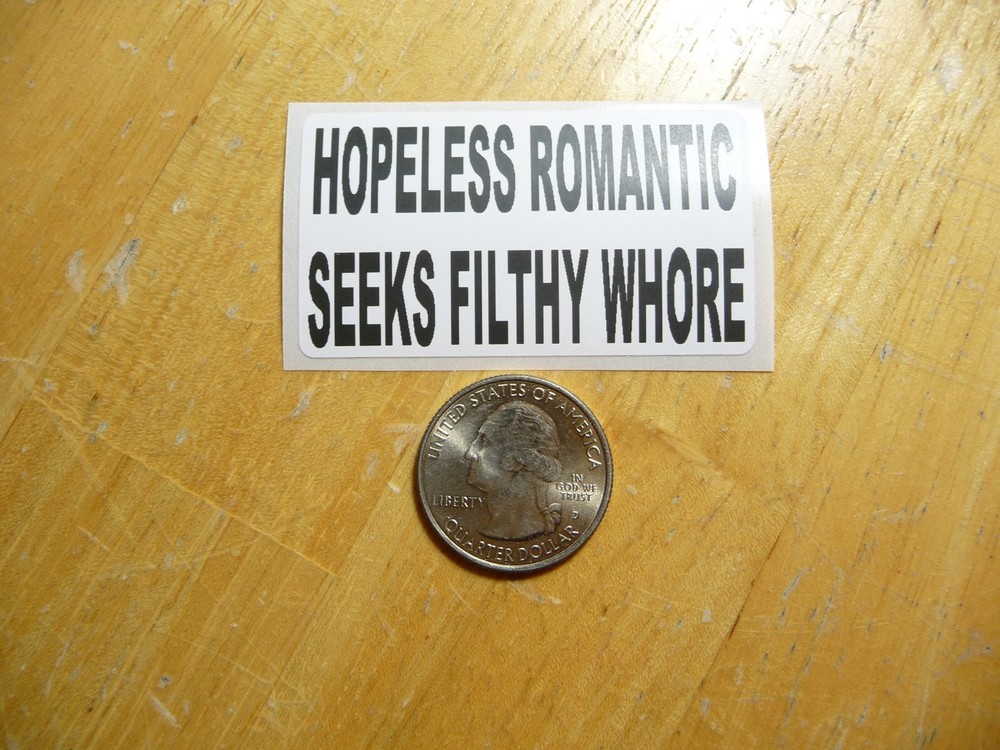 HOPELESS ROMANTIC
SEEKS FILTHY WHORE
UNITED STATES OF AMERICA
LIBERTY
IN
GOD WE
TRUST
D
QUARTER DOLLAR